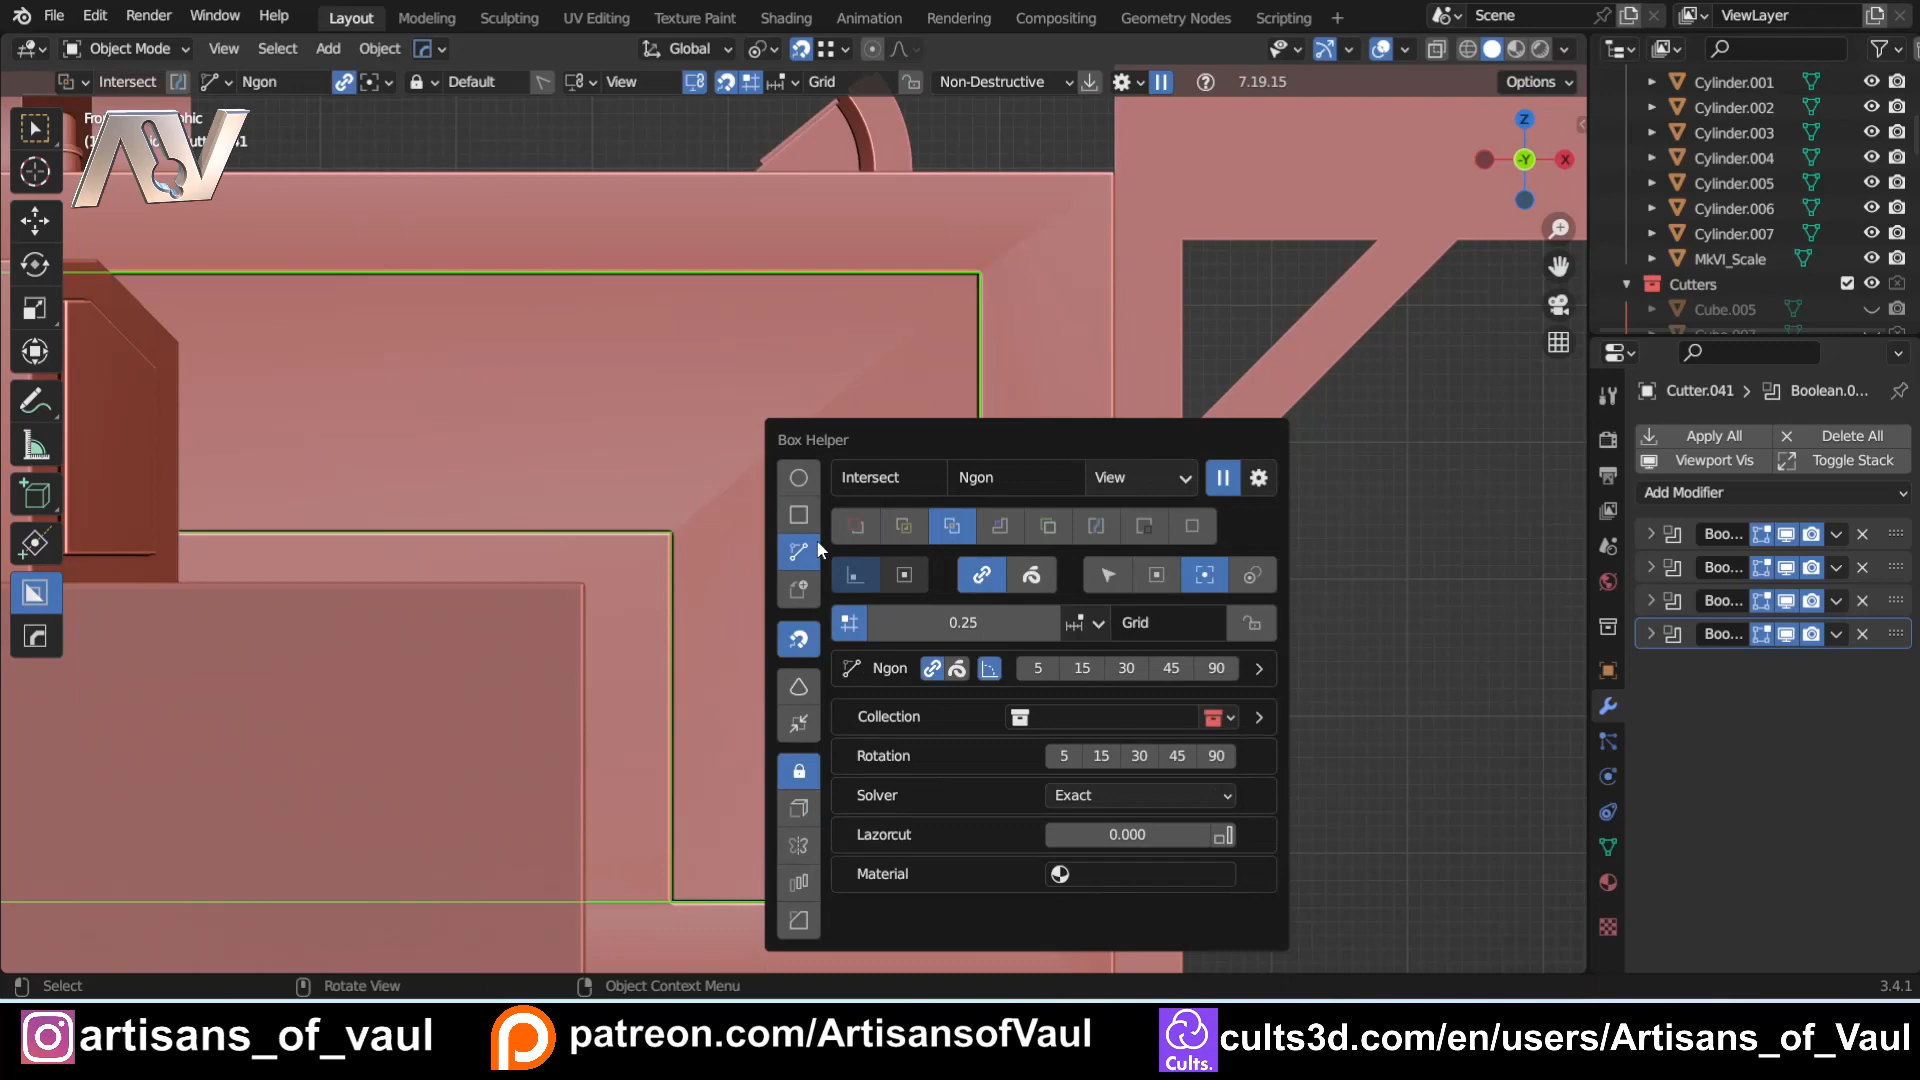 File Edit Render Window Help Layout Modeling Sculpting UV Editing Texture Paint Shading Animation Rendering Compositing Geometry Nodes Scripting + Scene ViewLayer
Object Mode View Select Add Object Global
Intersect Ngon Default View Grid Non-Destructive 7.19.15 Options
Cylinder.001
Cylinder.002
Cylinder.003
Cylinder.004
Cylinder.005
Cylinder.006
Cylinder.007
MkVI_Scale
Cutters
Cube.005
Z
-Y
X
AV
Box Helper
Intersect Ngon View
0.25 Grid
Ngon 5 15 30 45 90
Collection
Rotation 5 15 30 45 90
Solver Exact
Lazorcut 0.000
Material
Cutter.041 > Boolean.0...
Apply All Delete All
Viewport Vis Toggle Stack
Add Modifier
Boo...
Boo...
Boo...
Boo...
Select Rotate View Object Context Menu 3.4.1
artisans_of_vaul patreon.com/ArtisansofVaul Cults. cults3d.com/en/users/Artisans_of_Vaul